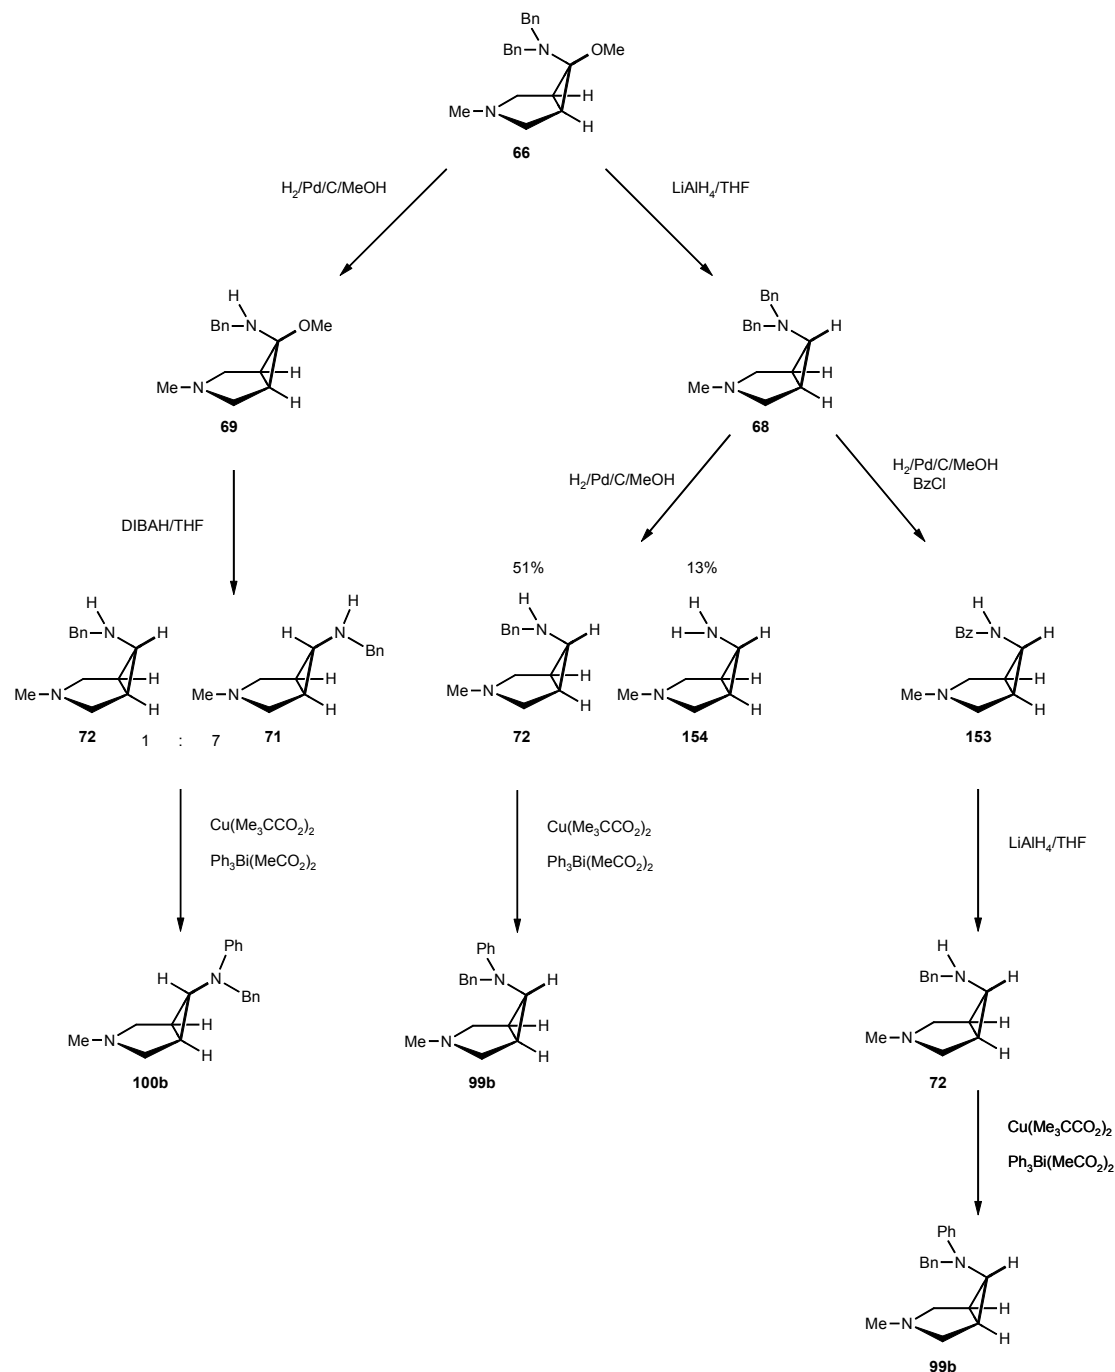 Bn
Bn N OMe
H
Me N
H
66
H2/Pd/C/MeOH LiAlH4/THF
H Bn
Bn N OMe Bn N H
H H
Me N Me N
H H
69 68
H2/Pd/C/MeOH H2/Pd/C/MeOH
BzCl
DIBAH/THF
51% 13%
H H H H H
Bn N H H N Bn N H H N H Bz N H
Bn
H H H H H
Me N Me N Me N Me N Me N
H H H H H
72 1 : 7 71 72 154 153
Cu(Me3CCO2)2 Cu(Me3CCO2)2
Ph3Bi(MeCO2)2 Ph3Bi(MeCO2)2
LiAlH4/THF
Ph Ph H
H N Bn Bn N H Bn N H
H H H
Me N Me N Me N
H H H
100b 99b 72
Cu(Me3CCO2)2
Ph3Bi(MeCO2)2
Ph
Bn N H
H
Me N
H
99b